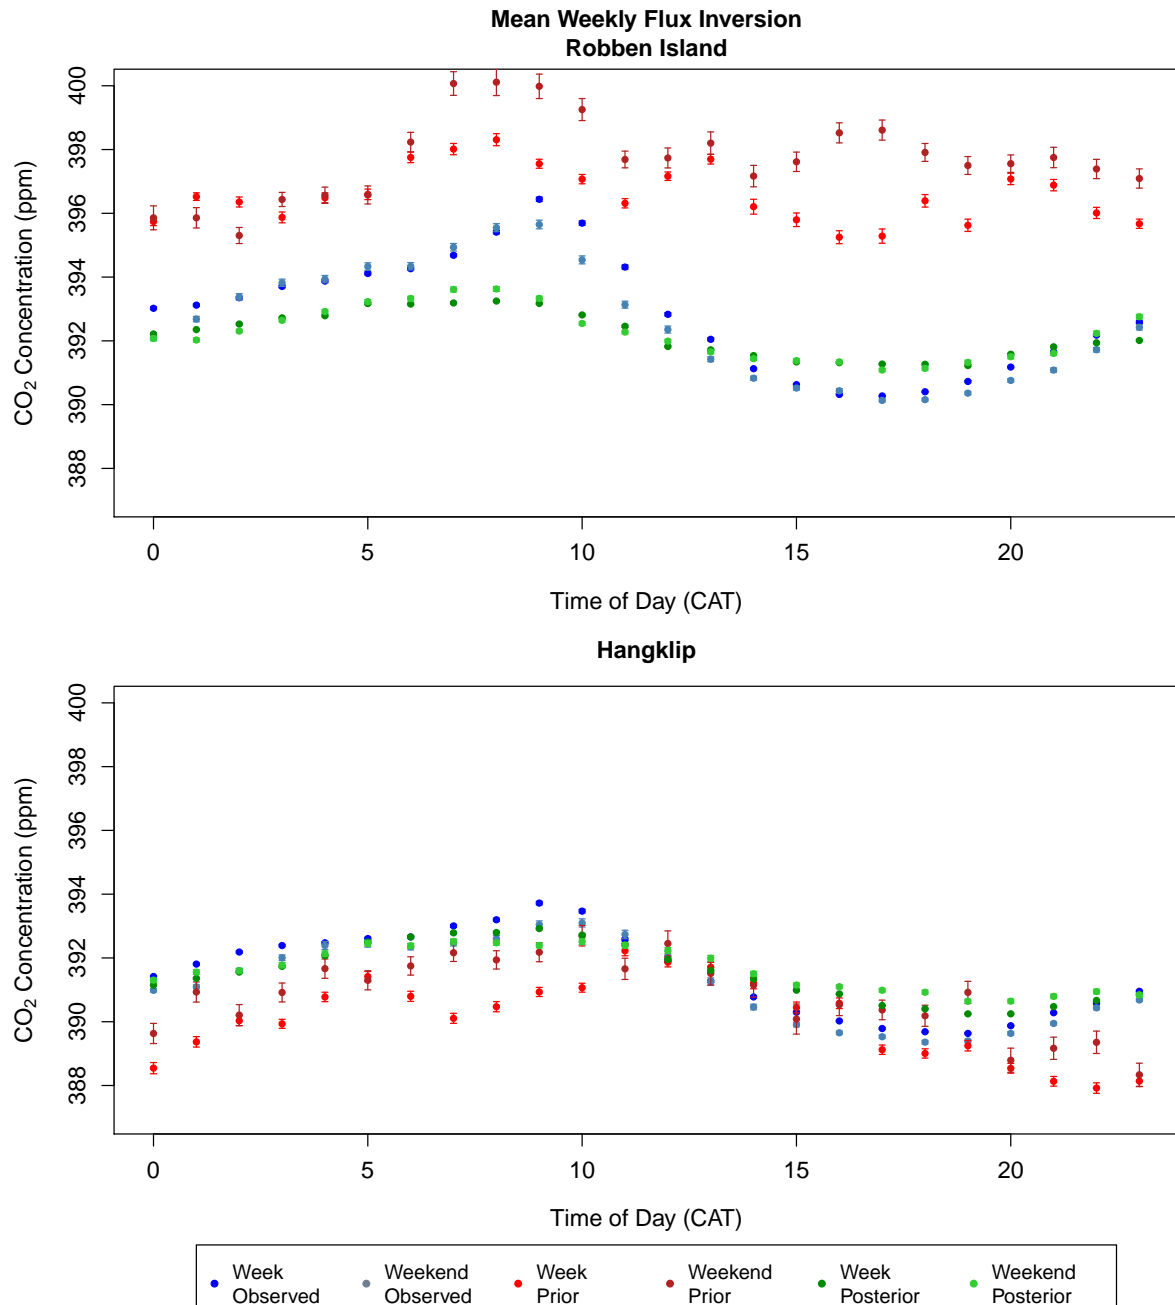 Mean Weekly Flux Inversion
Robben Island
CO2 Concentration (ppm)
400
398
396
394
392
390
388
0 5 10 15 20
Time of Day (CAT)
Hangklip
CO2 Concentration (ppm)
400
398
396
394
392
390
388
0 5 10 15 20
Time of Day (CAT)
Week Observed
Weekend Observed
Week Prior
Weekend Prior
Week Posterior
Weekend Posterior